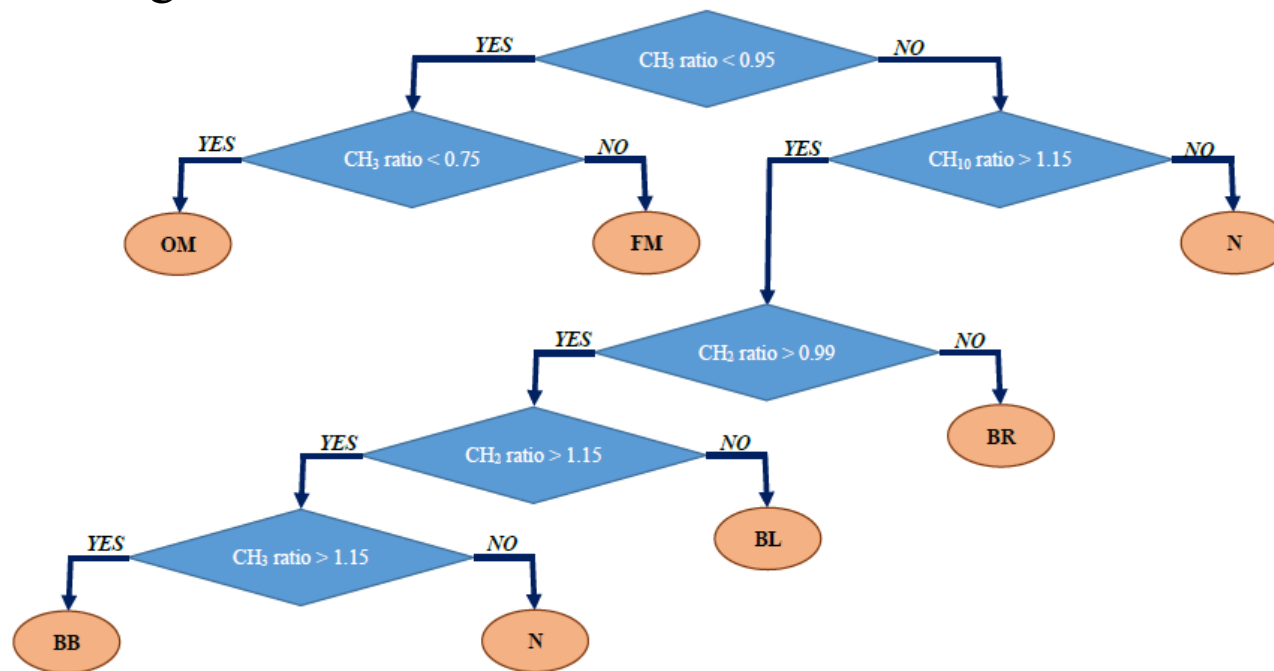 YES
CH₃ ratio < 0.95
NO
YES
CH₃ ratio < 0.75
NO
YES
CH₁₀ ratio > 1.15
NO
OM
FM
N
YES
CH₂ ratio > 0.99
NO
YES
CH₂ ratio > 1.15
NO
BR
YES
CH₃ ratio > 1.15
NO
BL
BB
N